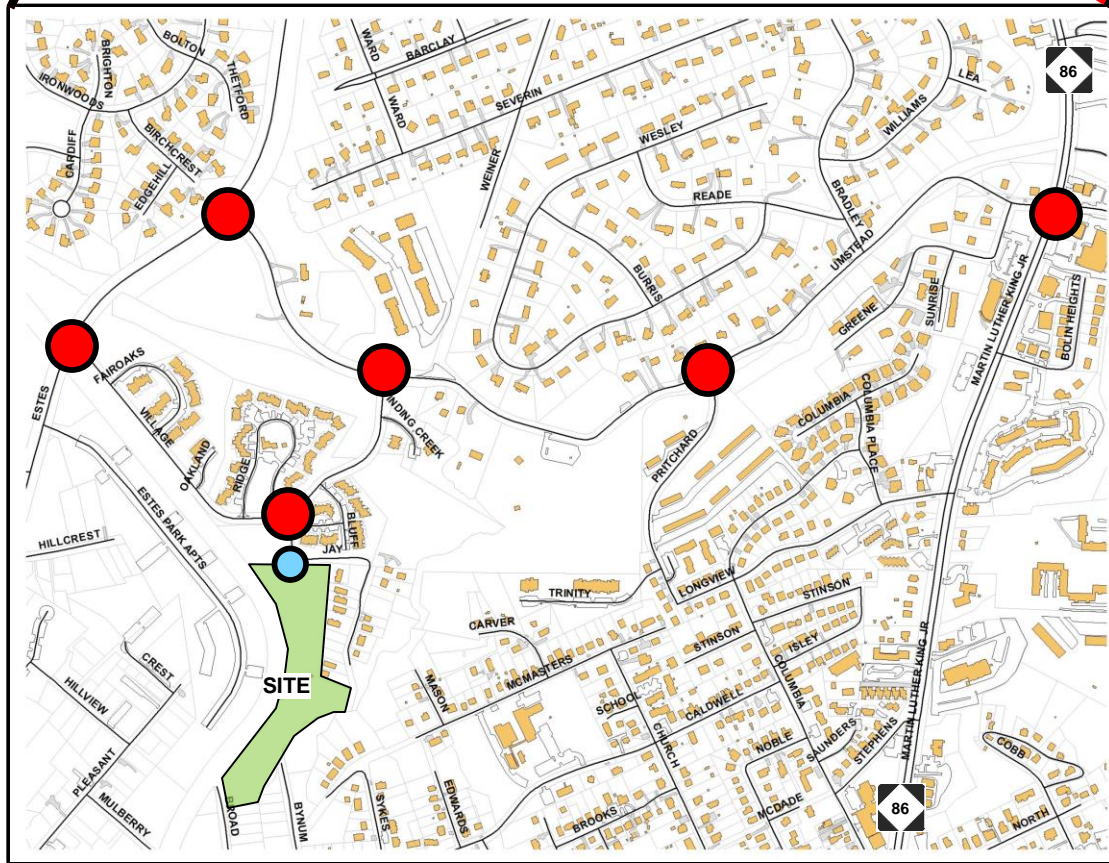 BOLTON
BRIGHTON
THETFORD
IRONWOODS
BIRCHCREST
CARDIFF
EDGEHILL
WARD
BARCLAY
WARD
SEVERIN
WEINER
WESLEY
READE
BURRIS
BRADLEY
UMSTEAD
WILLIAMS
LEA
86
GREENE
SUNRISE
MARTIN LUTHER KING JR
BOLIN HEIGHTS
COLUMBIA
COLUMBIA PLACE
PRITCHARD
ESTES
FAIROAKS
VILLAGE
OAKLAND
RIDGE
INDING CREEK
BLUFF
JAY
ESTES PARK APTS
HILLCREST
CREST
HILLVIEW
PLEASANT
MULBERRY
SITE
BROAD
BYNUM
SYKES
EDWARDS
MASON
CARVER
TRINITY
MCMASTERS
LONGVIEW
STINSON
STINSON
ISLEY
COLUMBIA
SCHOOL
CALDWELL
CHURCH
NOBLE
SAUNDERS
STEPHENS
MARTIN LUTHER KING JR
BROOKS
MCDADE
86
COBB
NORTH